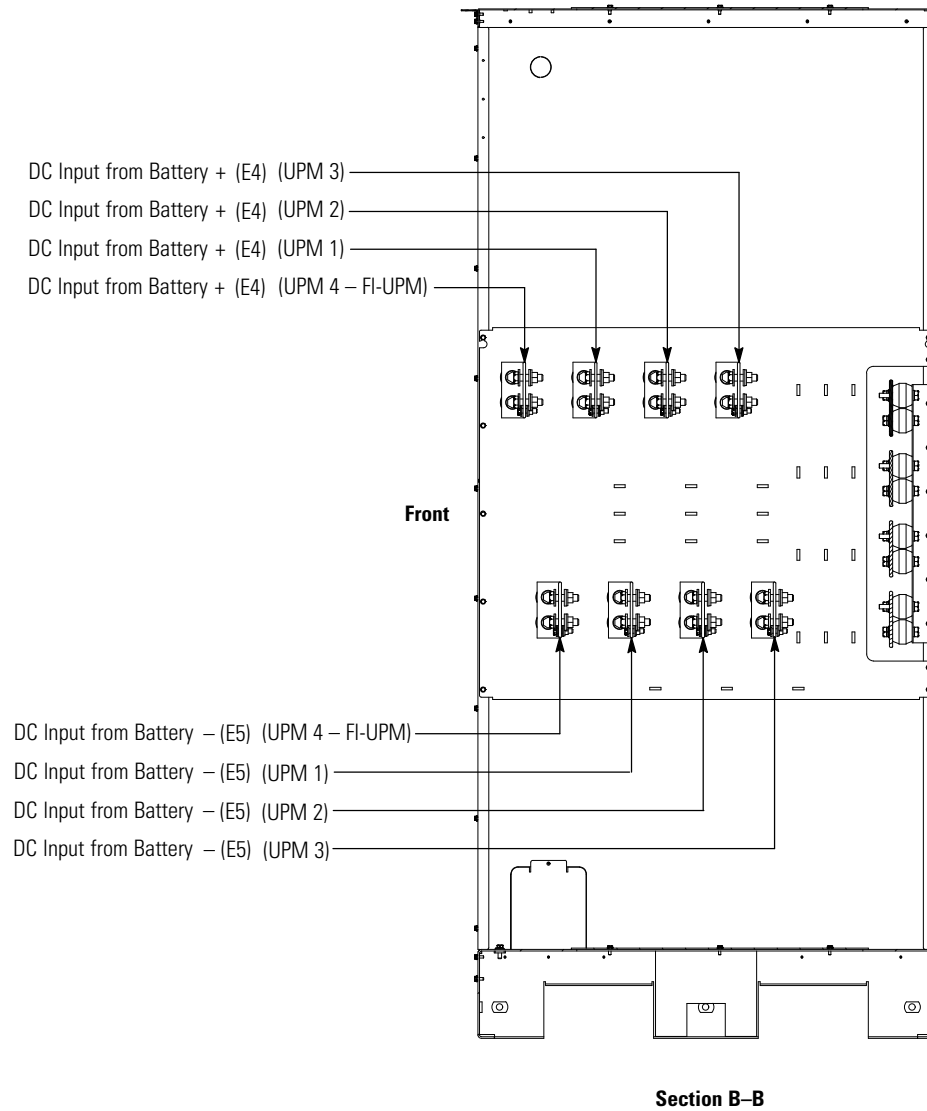 DC Input from Battery + (E4) (UPM 3)
DC Input from Battery + (E4) (UPM 2)
DC Input from Battery + (E4) (UPM 1)
DC Input from Battery + (E4) (UPM 4 – FI-UPM)
Front
DC Input from Battery – (E5) (UPM 4 – FI-UPM)
DC Input from Battery – (E5) (UPM 1)
DC Input from Battery – (E5) (UPM 2)
DC Input from Battery – (E5) (UPM 3)
Section B–B